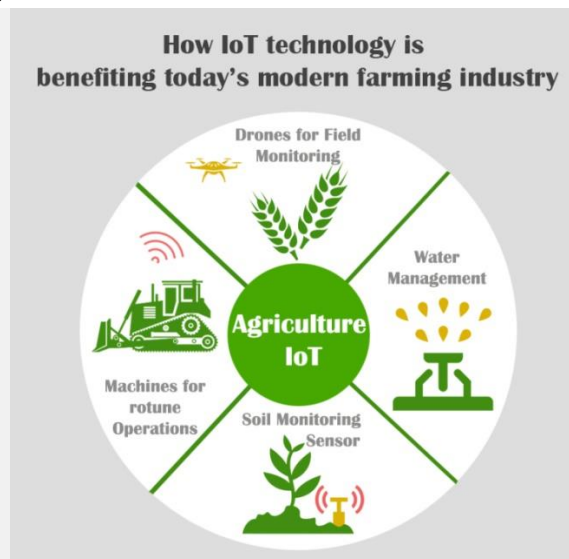 How IoT technology is
benefiting today's modern farming industry
Drones for Field
Monitoring
Water
Management
Agriculture
IoT
Machines for
rotune
Operations
Soil Monitoring
Sensor